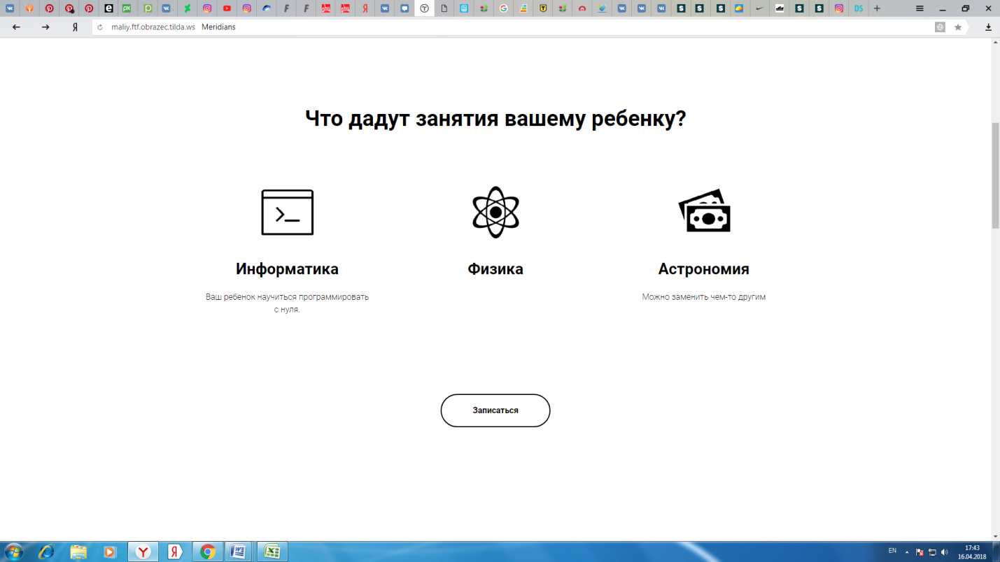 maliy.ftf.obrazec.tilda.ws Meridians
Что дадут занятия вашему ребенку?
Информатика
Ваш ребенок научиться программировать
с нуля.
Физика
Астрономия
Можно заменить чем-то другим
Записаться
EN
17:43
16.04.2018